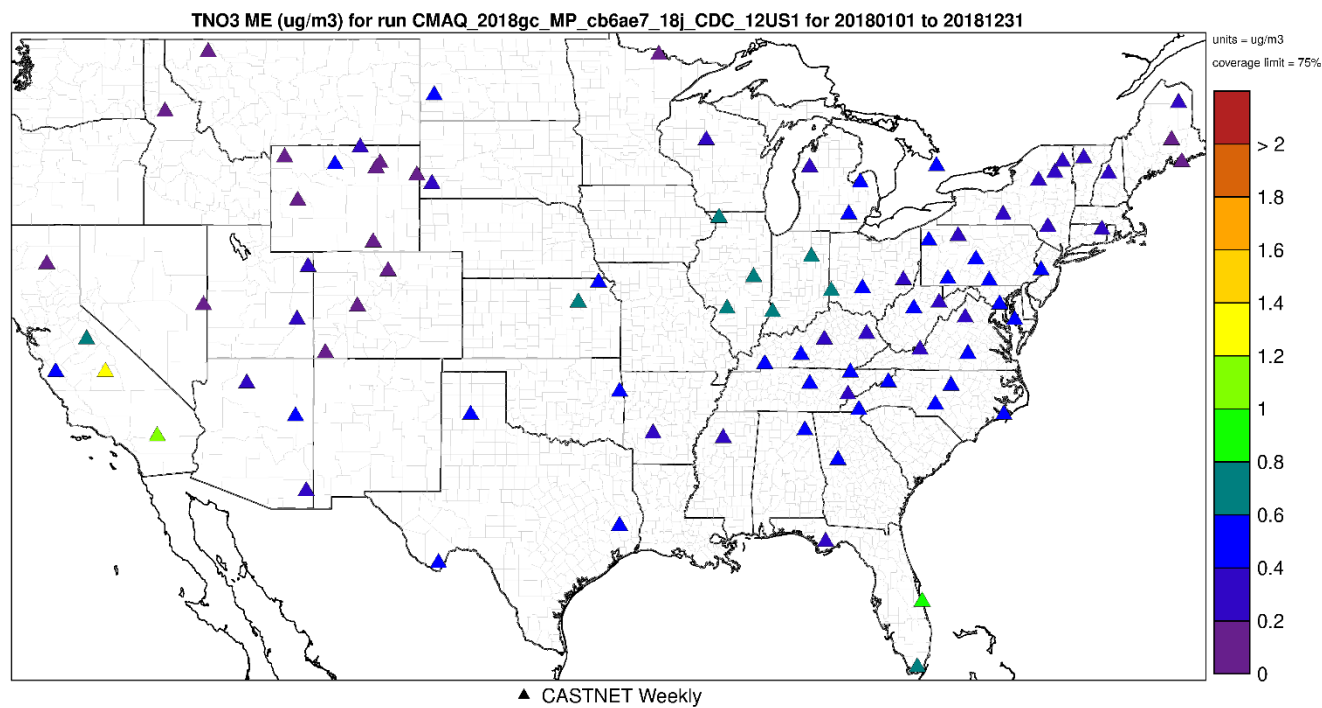 TNO3 ME (ug/m3) for run CMAQ_2018gc_MP_cb6ae7_18j_CDC_12US1 for 20180101 to 20181231
units = ug/m3
coverage limit = 75%
> 2
1.8
1.6
1.4
1.2
1
0.8
0.6
0.4
0.2
0
CASTNET Weekly